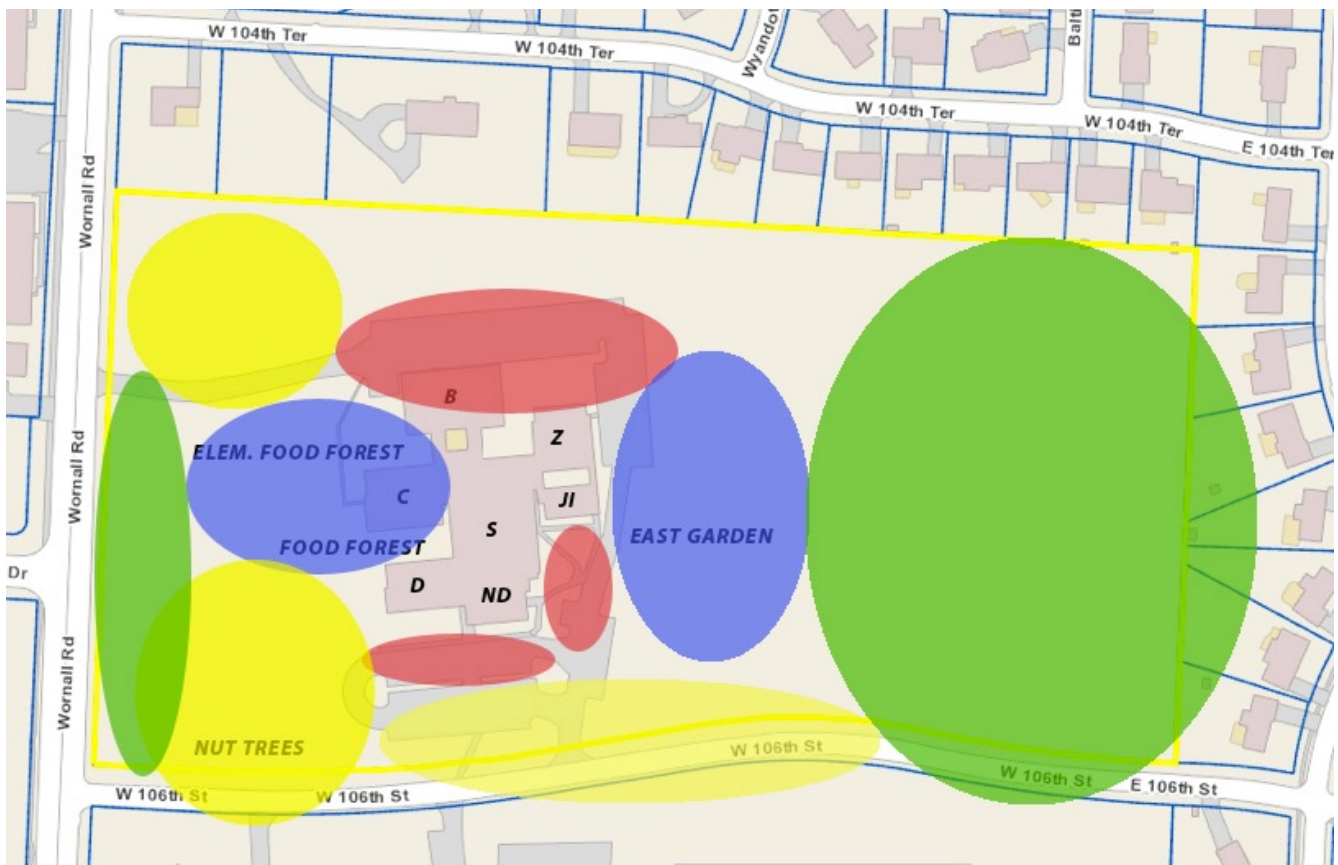 W 104th Ter
W 104th Ter
Wyandot
Balti
W 104th Ter
W 104th Ter
E 104th Ter
Wornall Rd
B
ELEM. FOOD FOREST
Z
Wornall Rd
C
JI
S
EAST GARDEN
FOOD FOREST
Dr
D
ND
Wornall Rd
NUT TREES
W 106th St
W 106th St
E 106th St
W 106th St
W 106th St